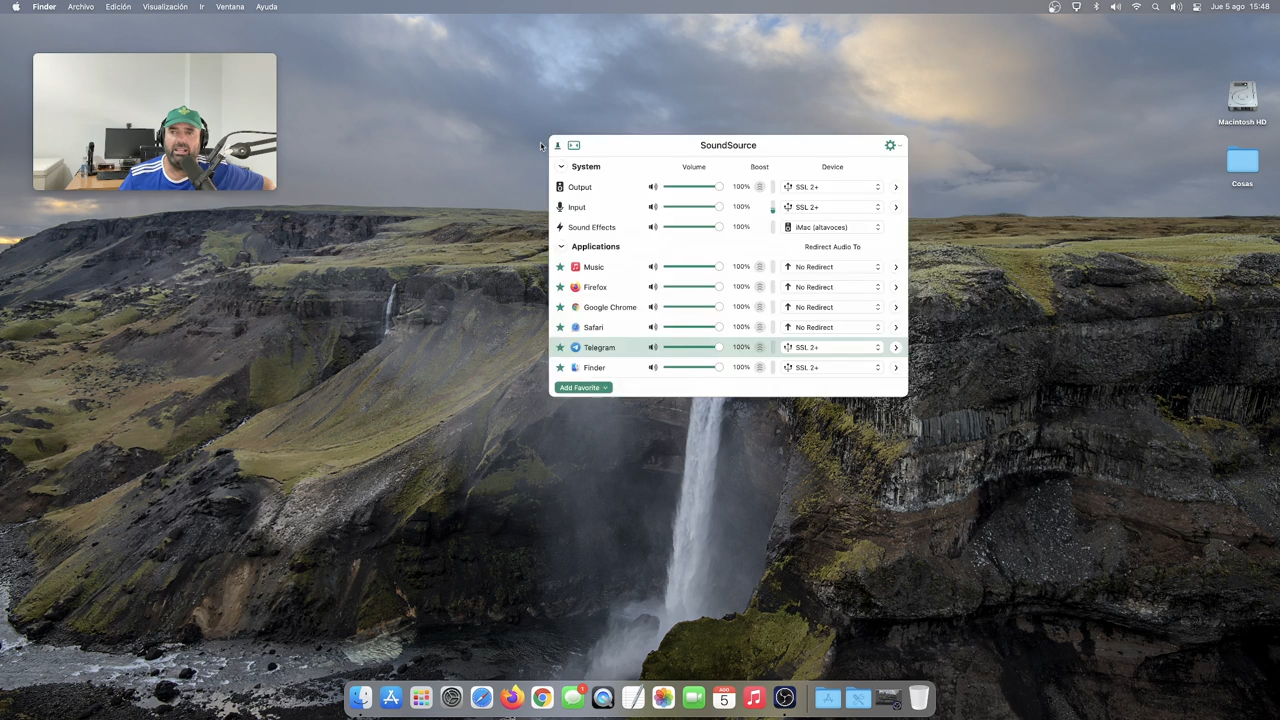 Finder Archivo Edición Visualización Ir Ventana Ayuda
Jue 5 ago 15:48
Macintosh HD
Cosas
SoundSource
System Volume Boost Device
Output 100% SSL 2+
Input 100% SSL 2+
Sound Effects 100% iMac (altavoces)
Applications Redirect Audio To
Music 100% No Redirect
Firefox 100% No Redirect
Google Chrome 100% No Redirect
Safari 100% No Redirect
Telegram 100% SSL 2+
Finder 100% SSL 2+
Add Favorite
1
AGO
5